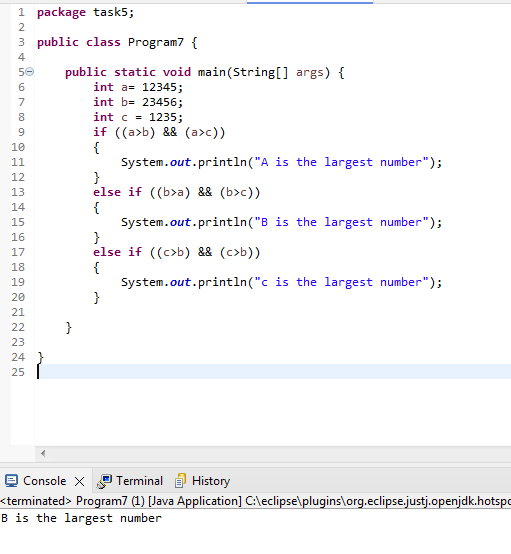 1 package task5;
2
3 public class Program7 {
4
5 public static void main(String[] args) {
6 int a= 12345;
7 int b= 23456;
8 int c = 1235;
9 if ((a>b) && (a>c))
10 {
11 System.out.println("A is the largest number");
12 }
13 else if ((b>a) && (b>c))
14 {
15 System.out.println("B is the largest number");
16 }
17 else if ((c>b) && (c>b))
18 {
19 System.out.println("c is the largest number");
20 }
21
22 }
23
24 }
25
Console Terminal History
<terminated> Program7 (1) [Java Application] C:\eclipse\plugins\org.eclipse.justj.openjdk.hotspo
B is the largest number